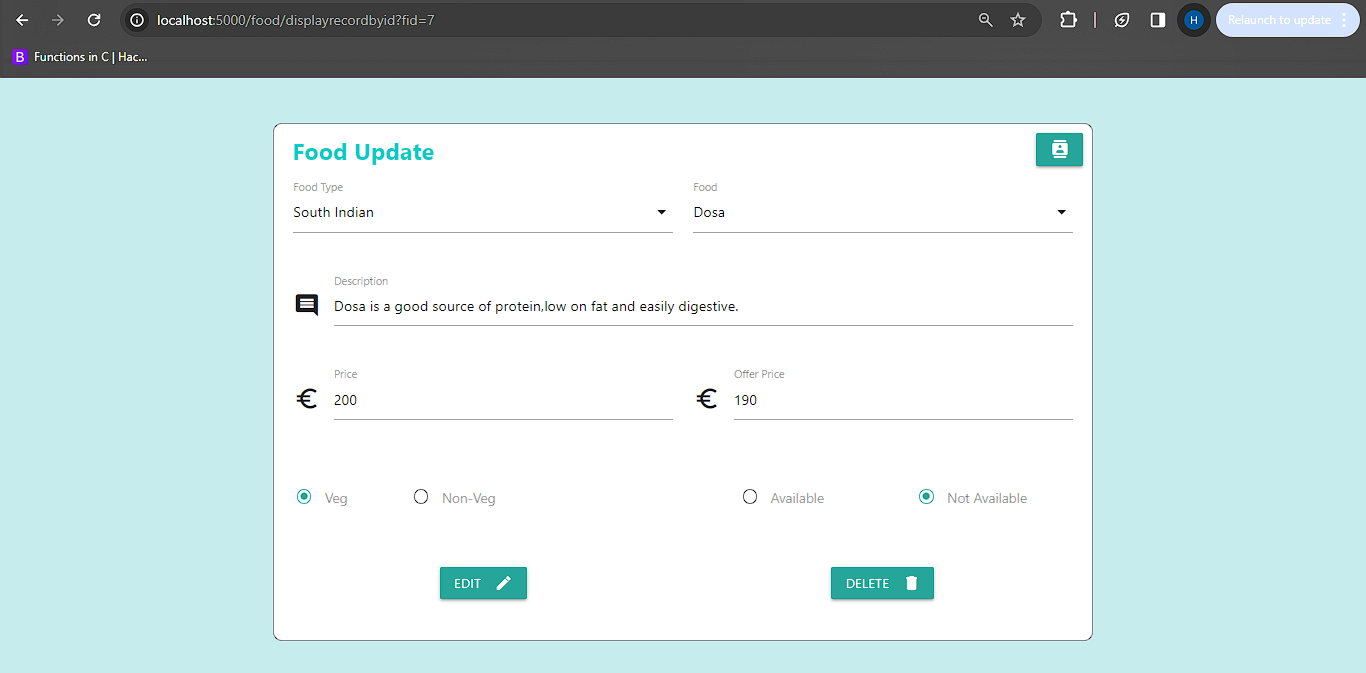 localhost:5000/food/displayrecordbyid?fid=7
H
Relaunch to update
B Functions in C | Hac...
Food Update
Food Type
Food
South Indian
Dosa
Description
Dosa is a good source of protein,low on fat and easily digestive.
Price
Offer Price
€ 200
€ 190
Veg Non-Veg Available Not Available
EDIT DELETE